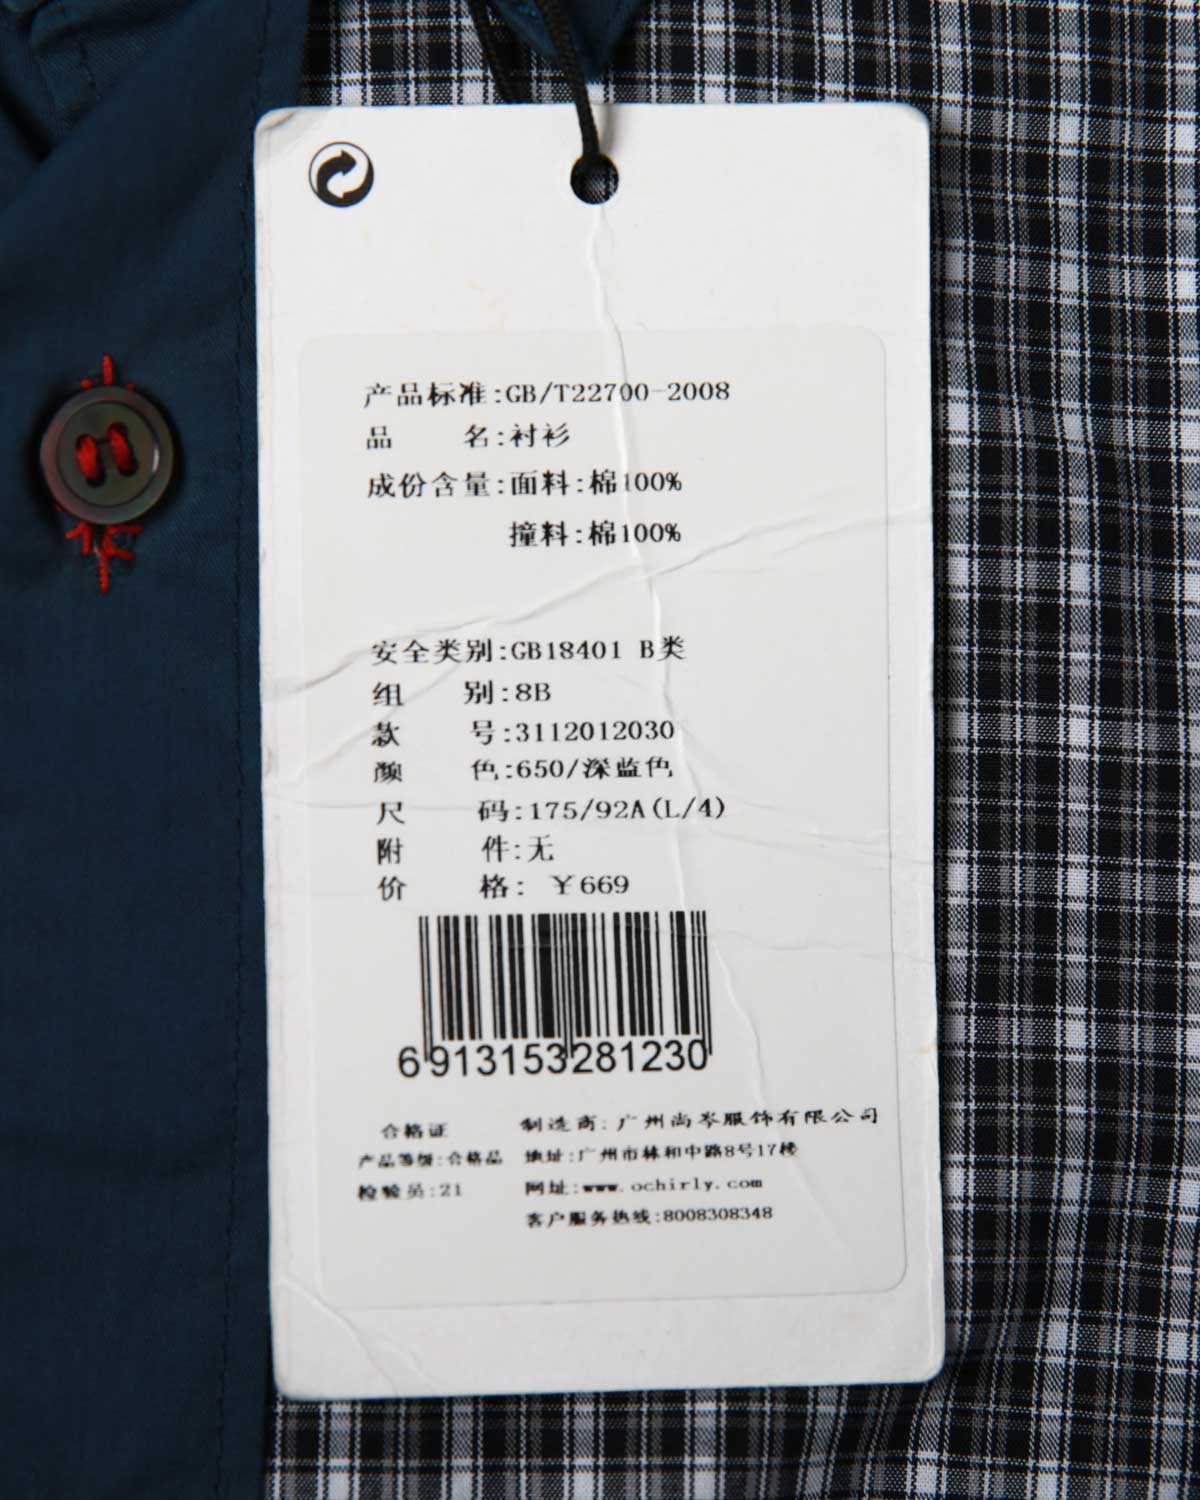 产品标准:GB/T22700-2008
品 名:衬衫
成份含量:面料:棉100%
撞料:棉100%
安全类别:GB18401 B类
组 别:8B
款 号:3112012030
颜 色:650/深蓝色
尺 码:175/92A(L/4)
附 件:无
价 格: ￥669
6913153281230
合格证
产品等级:合格品
检验员:21
制造商:广州尚岑服饰有限公司
地址:广州市林和中路8号17楼
网址:www.ochirly.com
客户服务热线:8008308348